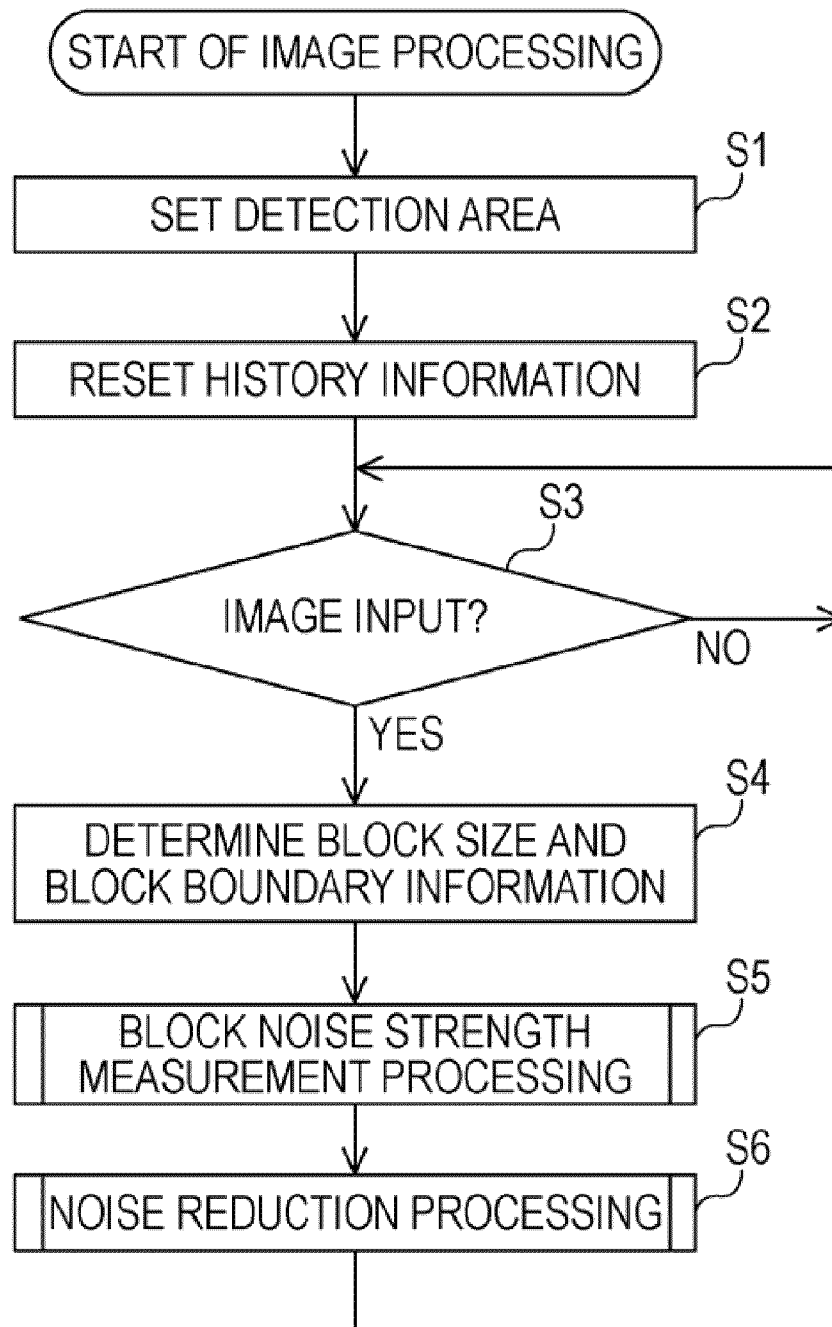 START OF IMAGE PROCESSING
S1
SET DETECTION AREA
S2
RESET HISTORY INFORMATION
S3
IMAGE INPUT?
NO
YES
S4
DETERMINE BLOCK SIZE AND
BLOCK BOUNDARY INFORMATION
S5
BLOCK NOISE STRENGTH
MEASUREMENT PROCESSING
S6
NOISE REDUCTION PROCESSING